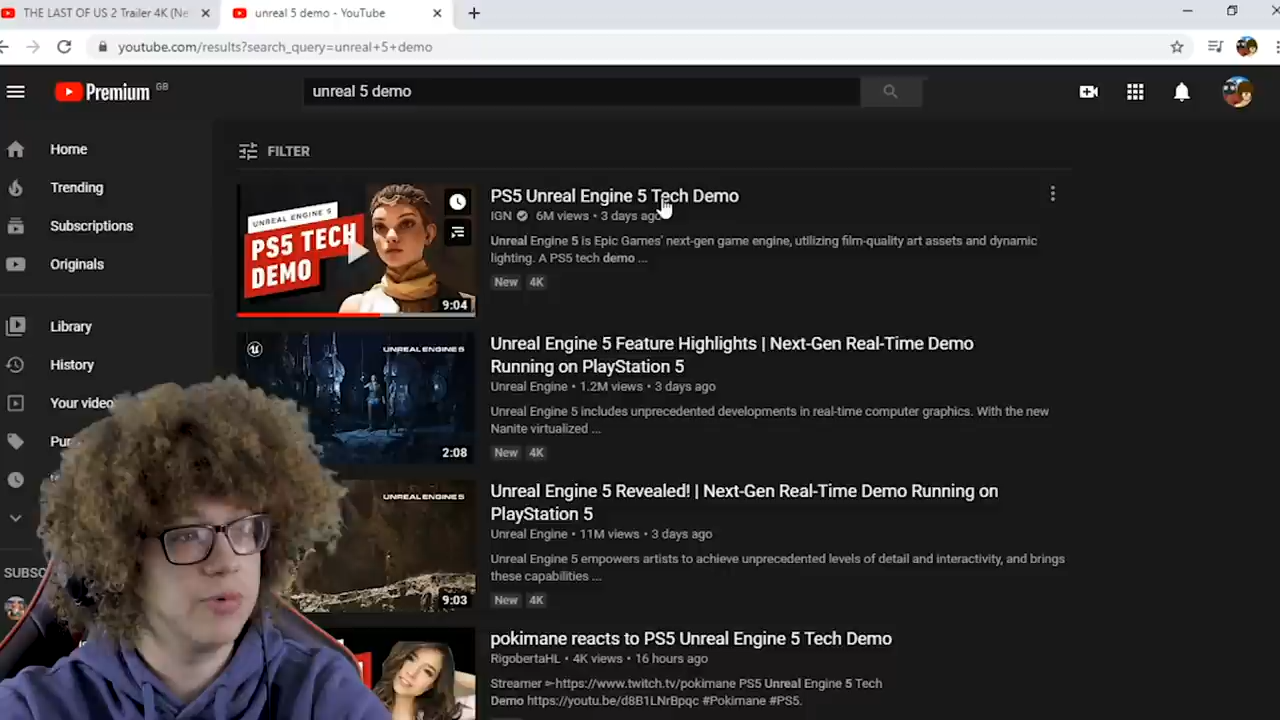 THE LAST OF US 2 Trailer 4K (Ne
unreal 5 demo - YouTube
youtube.com/results?search_query=unreal+5+demo
Premium GB
unreal 5 demo
Home
Trending
Subscriptions
Originals
Library
History
Your video
Pur
SUBSC
FILTER
UNREAL ENGINE 5
PS5 TECH
DEMO
9:04
PS5 Unreal Engine 5 Tech Demo
IGN 6M views • 3 days ago
Unreal Engine 5 is Epic Games' next-gen game engine, utilizing film-quality art assets and dynamic
lighting. A PS5 tech demo ...
New 4K
UNREAL ENGINE 5
2:08
Unreal Engine 5 Feature Highlights | Next-Gen Real-Time Demo
Running on PlayStation 5
Unreal Engine • 1.2M views • 3 days ago
Unreal Engine 5 includes unprecedented developments in real-time computer graphics. With the new
Nanite virtualized ...
New 4K
UNREAL ENGINE 5
9:03
Unreal Engine 5 Revealed! | Next-Gen Real-Time Demo Running on
PlayStation 5
Unreal Engine • 11M views • 3 days ago
Unreal Engine 5 empowers artists to achieve unprecedented levels of detail and interactivity, and brings
these capabilities ...
New 4K
pokimane reacts to PS5 Unreal Engine 5 Tech Demo
RigobertaHL • 4K views • 16 hours ago
Streamer ➳https://www.twitch.tv/pokimane PS5 Unreal Engine 5 Tech
Demo https://youtu.be/d8B1LNrBpqc #Pokimane #PS5.